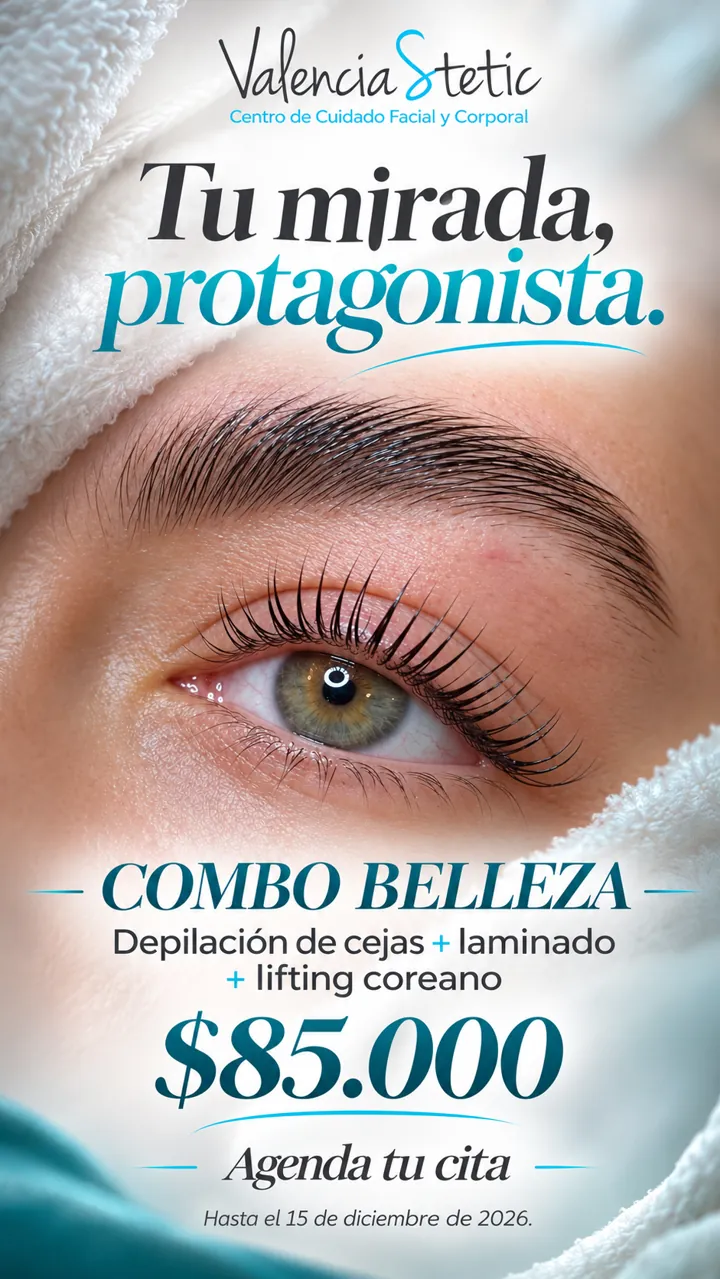 Valencia Stetic
Centro de Cuidado Facial y Corporal
Tu mirada,
protagonista.
COMBO BELLEZA
Depilación de cejas + laminado
+ lifting coreano
$85.000
Agenda tu cita
Hasta el 15 de diciembre de 2026.